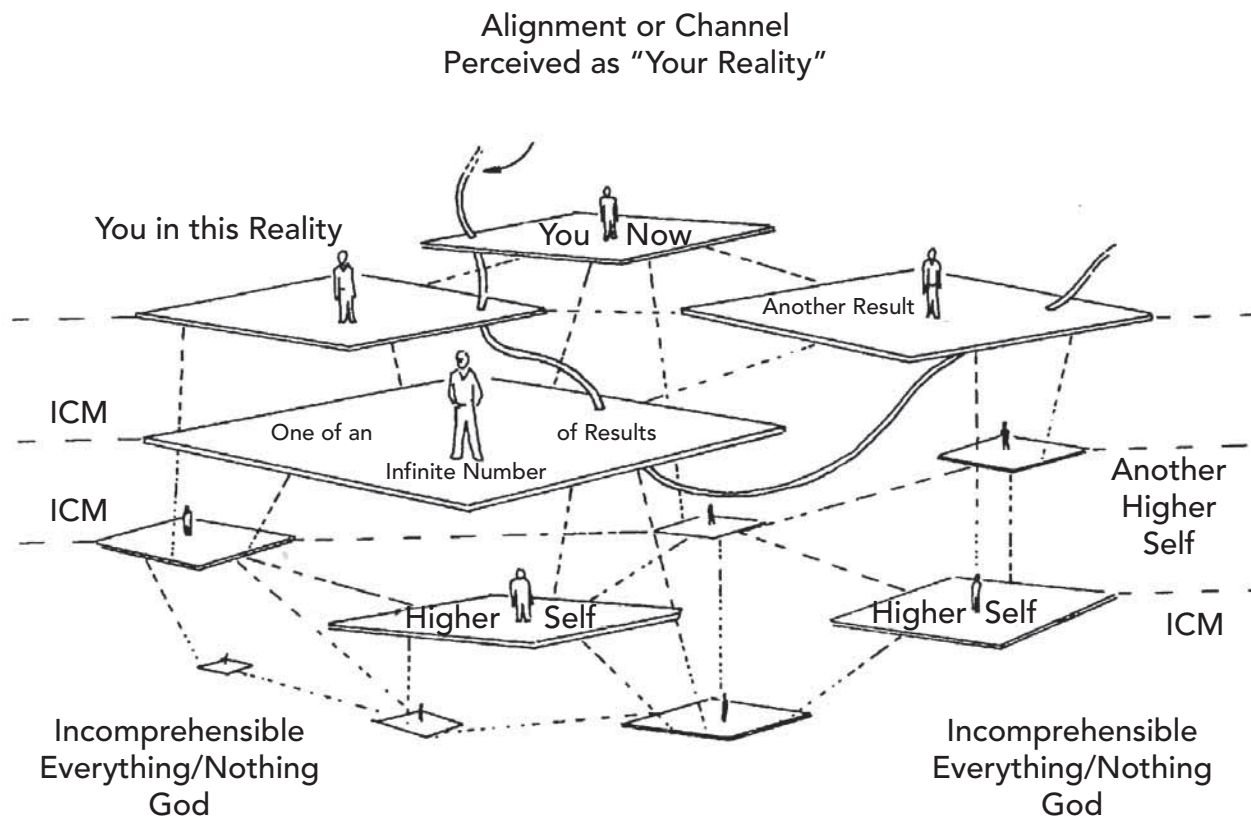 Alignment or Channel
Perceived as “Your Reality”
You in this Reality
You Now
Another Result
ICM
One of an of Results
Infinite Number
ICM
Another
Higher
Self
Higher Self
Higher Self
ICM
Incomprehensible
Everything/Nothing
God
Incomprehensible
Everything/Nothing
God